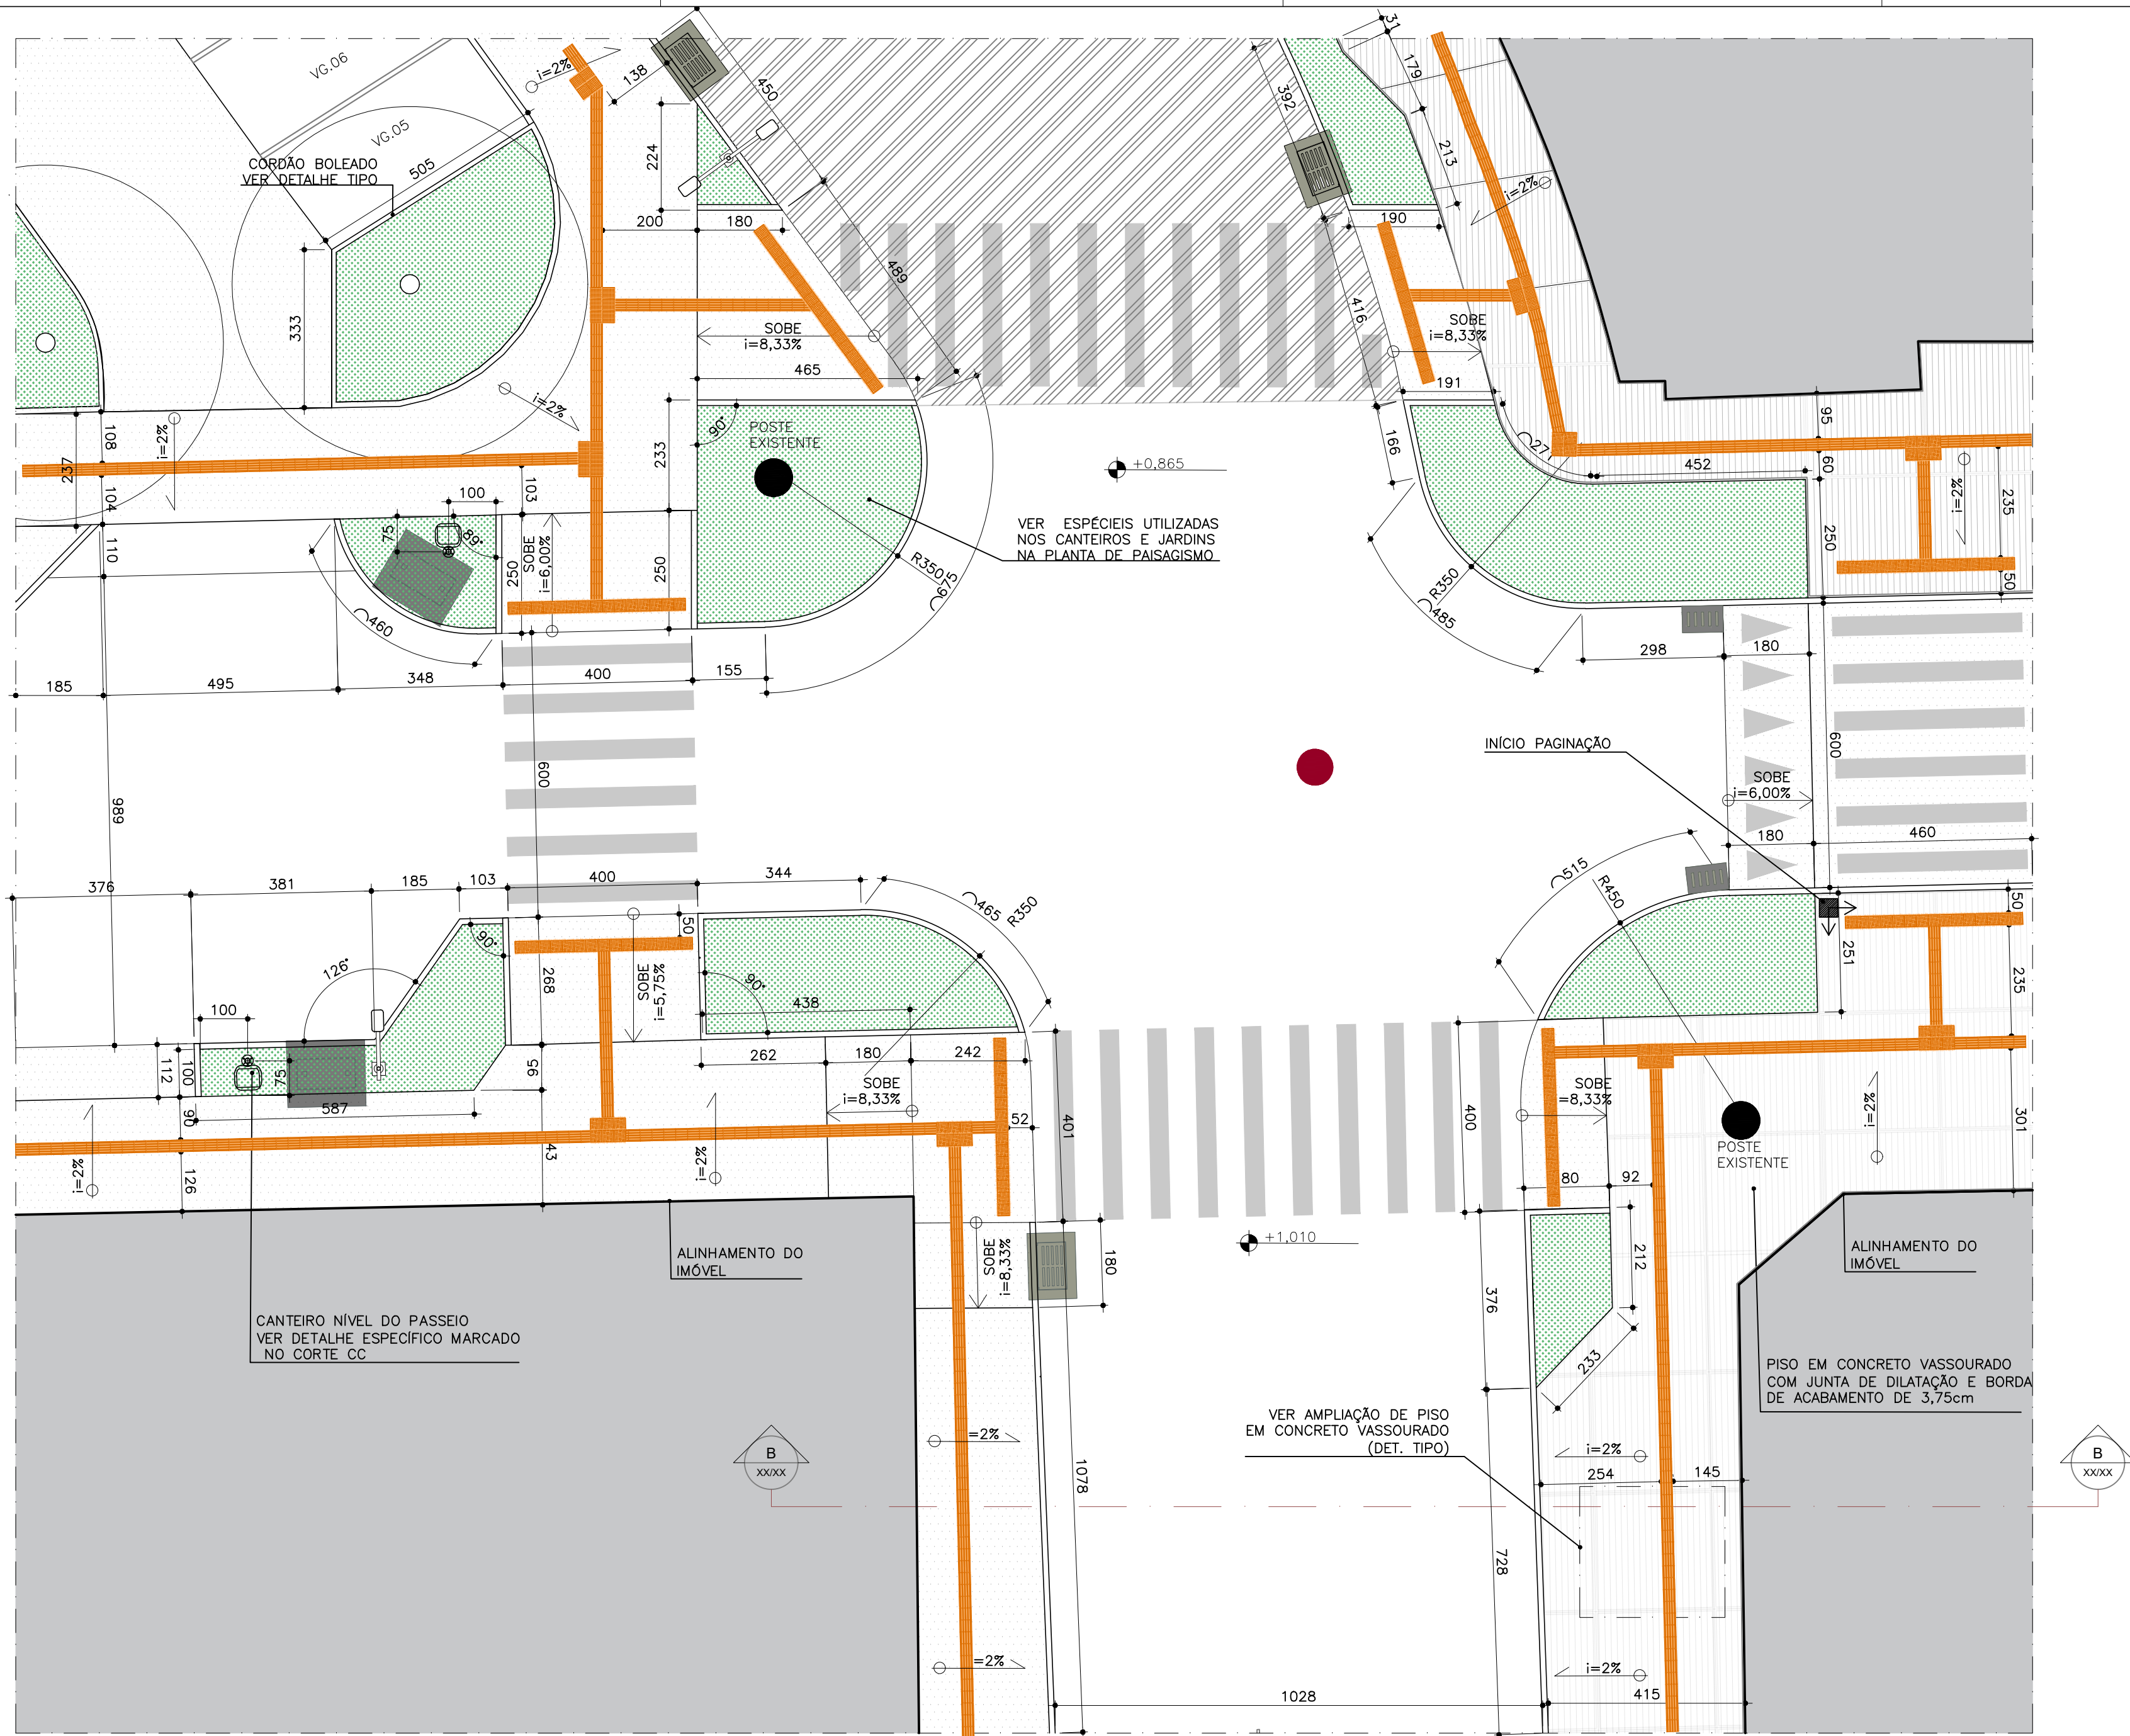 VG.06
i=2%
138
450
31
179
392
VG.05
224
213
CORDÃO BOLEADO
VER DETALHE TIPO
505
i=2%
200
180
190
489
416
333
SOBE
i=8,33%
SOBE
i=8,33%
465
191
95
i=2%
90°
POSTE
EXISTENTE
233
108
237
i=2%
166
271
452
60
+0,865
104
100
103
i=2%
235
75
89°
SOBE
i=6,00%
250
250
VER ESPÉCIEIS UTILIZADAS
NOS CANTEIROS E JARDINS
NA PLANTA DE PAISAGISMO
250
110
R350
675
R350
485
50
460
298
180
185
495
348
400
155
INÍCIO PAGINAÇÃO
600
600
SOBE
i=6,00%
989
180
460
376
381
185
103
400
344
515
R450
465
R350
50
50
90°
126°
268
SOBE
i=5,75%
90°
438
251
235
100
112
100
75
95
262
180
242
SOBE
i=8,33%
SOBE
=8,33%
587
90
52
401
400
i=2%
301
43
i=2%
i=2%
126
POSTE
EXISTENTE
80
92
ALINHAMENTO DO
IMÓVEL
SOBE
i=8,33%
180
+1,010
212
ALINHAMENTO DO
IMÓVEL
376
CANTEIRO NÍVEL DO PASSEIO
VER DETALHE ESPECÍFICO MARCADO
NO CORTE CC
233
PISO EM CONCRETO VASSOURADO
COM JUNTA DE DILATAÇÃO E BORDA
DE ACABAMENTO DE 3,75cm
VER AMPLIAÇÃO DE PISO
EM CONCRETO VASSOURADO
(DET. TIPO)
=2%
i=2%
B
XX/XX
B
XX/XX
254
145
1078
728
=2%
i=2%
1028
415